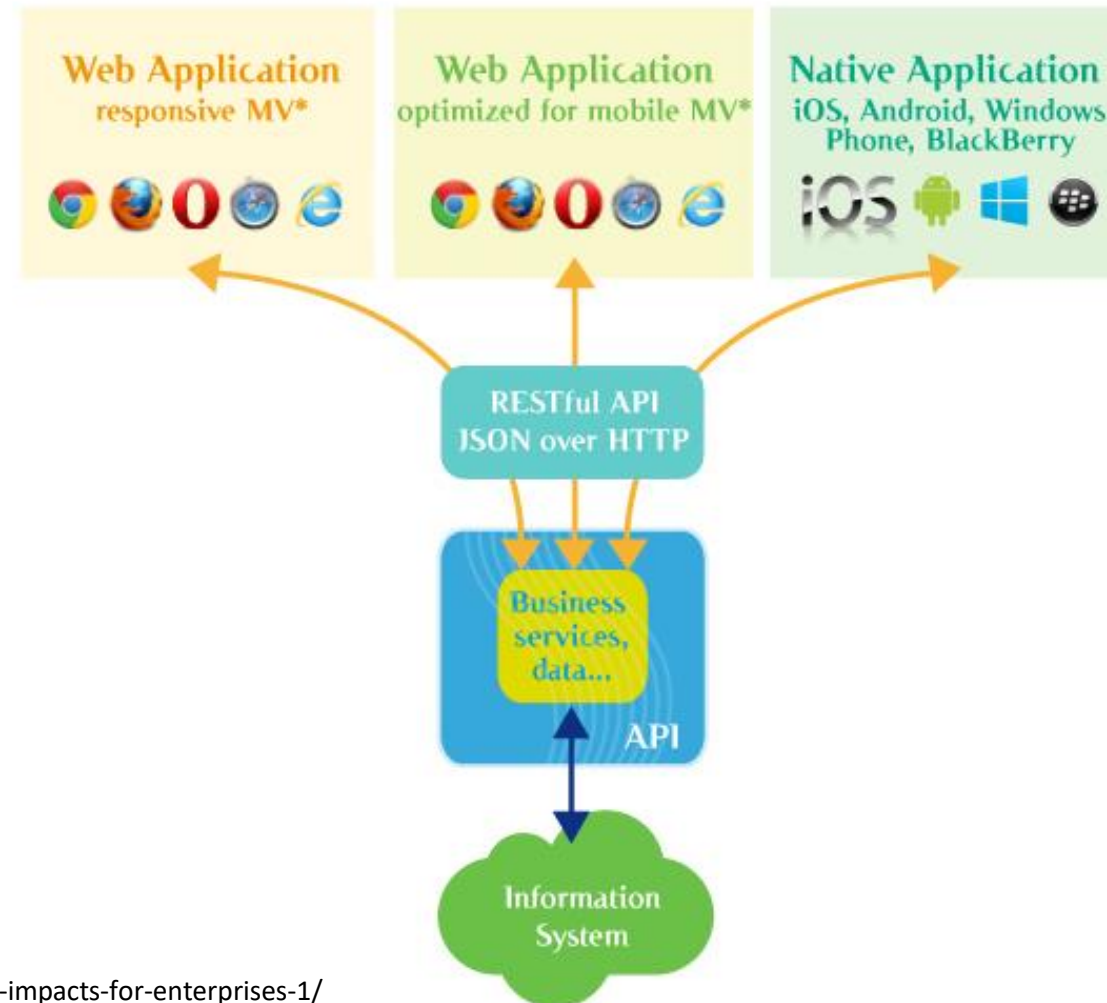 Web Application
responsive MV*
Web Application
optimized for mobile MV*
Native Application
iOS, Android, Windows
Phone, BlackBerry
iOS
RESTful API
JSON over HTTP
Business
services,
data...
API
Information
System
-impacts-for-enterprises-1/